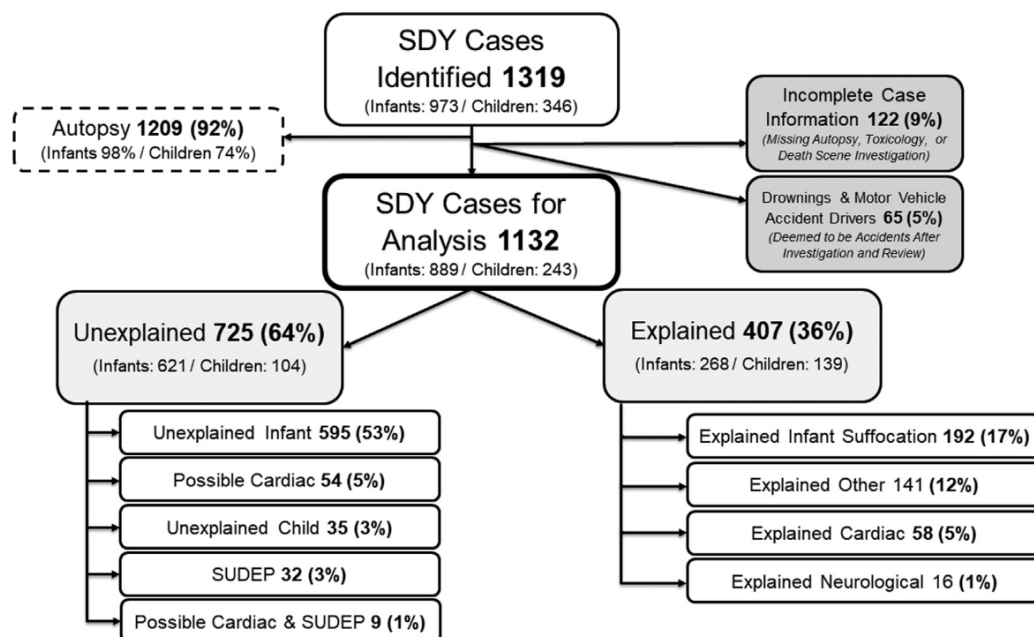 SDY Cases
Identified 1319
(Infants: 973 / Children: 346)
Autopsy 1209 (92%)
(Infants 98% / Children 74%)
Incomplete Case
Information 122 (9%)
(Missing Autopsy, Toxicology, or
Death Scene Investigation)
Drownings & Motor Vehicle
Accident Drivers 65 (5%)
(Deemed to be Accidents After
Investigation and Review)
SDY Cases for
Analysis 1132
(Infants: 889 / Children: 243)
Unexplained 725 (64%)
(Infants: 621 / Children: 104)
Unexplained Infant 595 (53%)
Possible Cardiac 54 (5%)
Unexplained Child 35 (3%)
SUDEP 32 (3%)
Possible Cardiac & SUDEP 9 (1%)
Explained 407 (36%)
(Infants: 268 / Children: 139)
Explained Infant Suffocation 192 (17%)
Explained Other 141 (12%)
Explained Cardiac 58 (5%)
Explained Neurological 16 (1%)